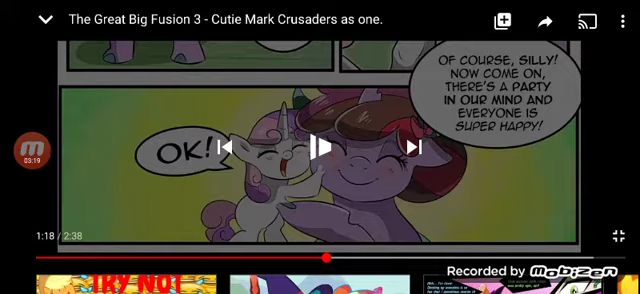 The Great Big Fusion 3 - Cutie Mark Crusaders as one.
OF COURSE, SILLY!
NOW COME ON,
THERE'S A PARTY
IN OUR MIND AND
EVERYONE IS
SUPER HAPPY!
OK!
03:19
1:18 / 2:38
TRY NOT
Recorded by mobizen